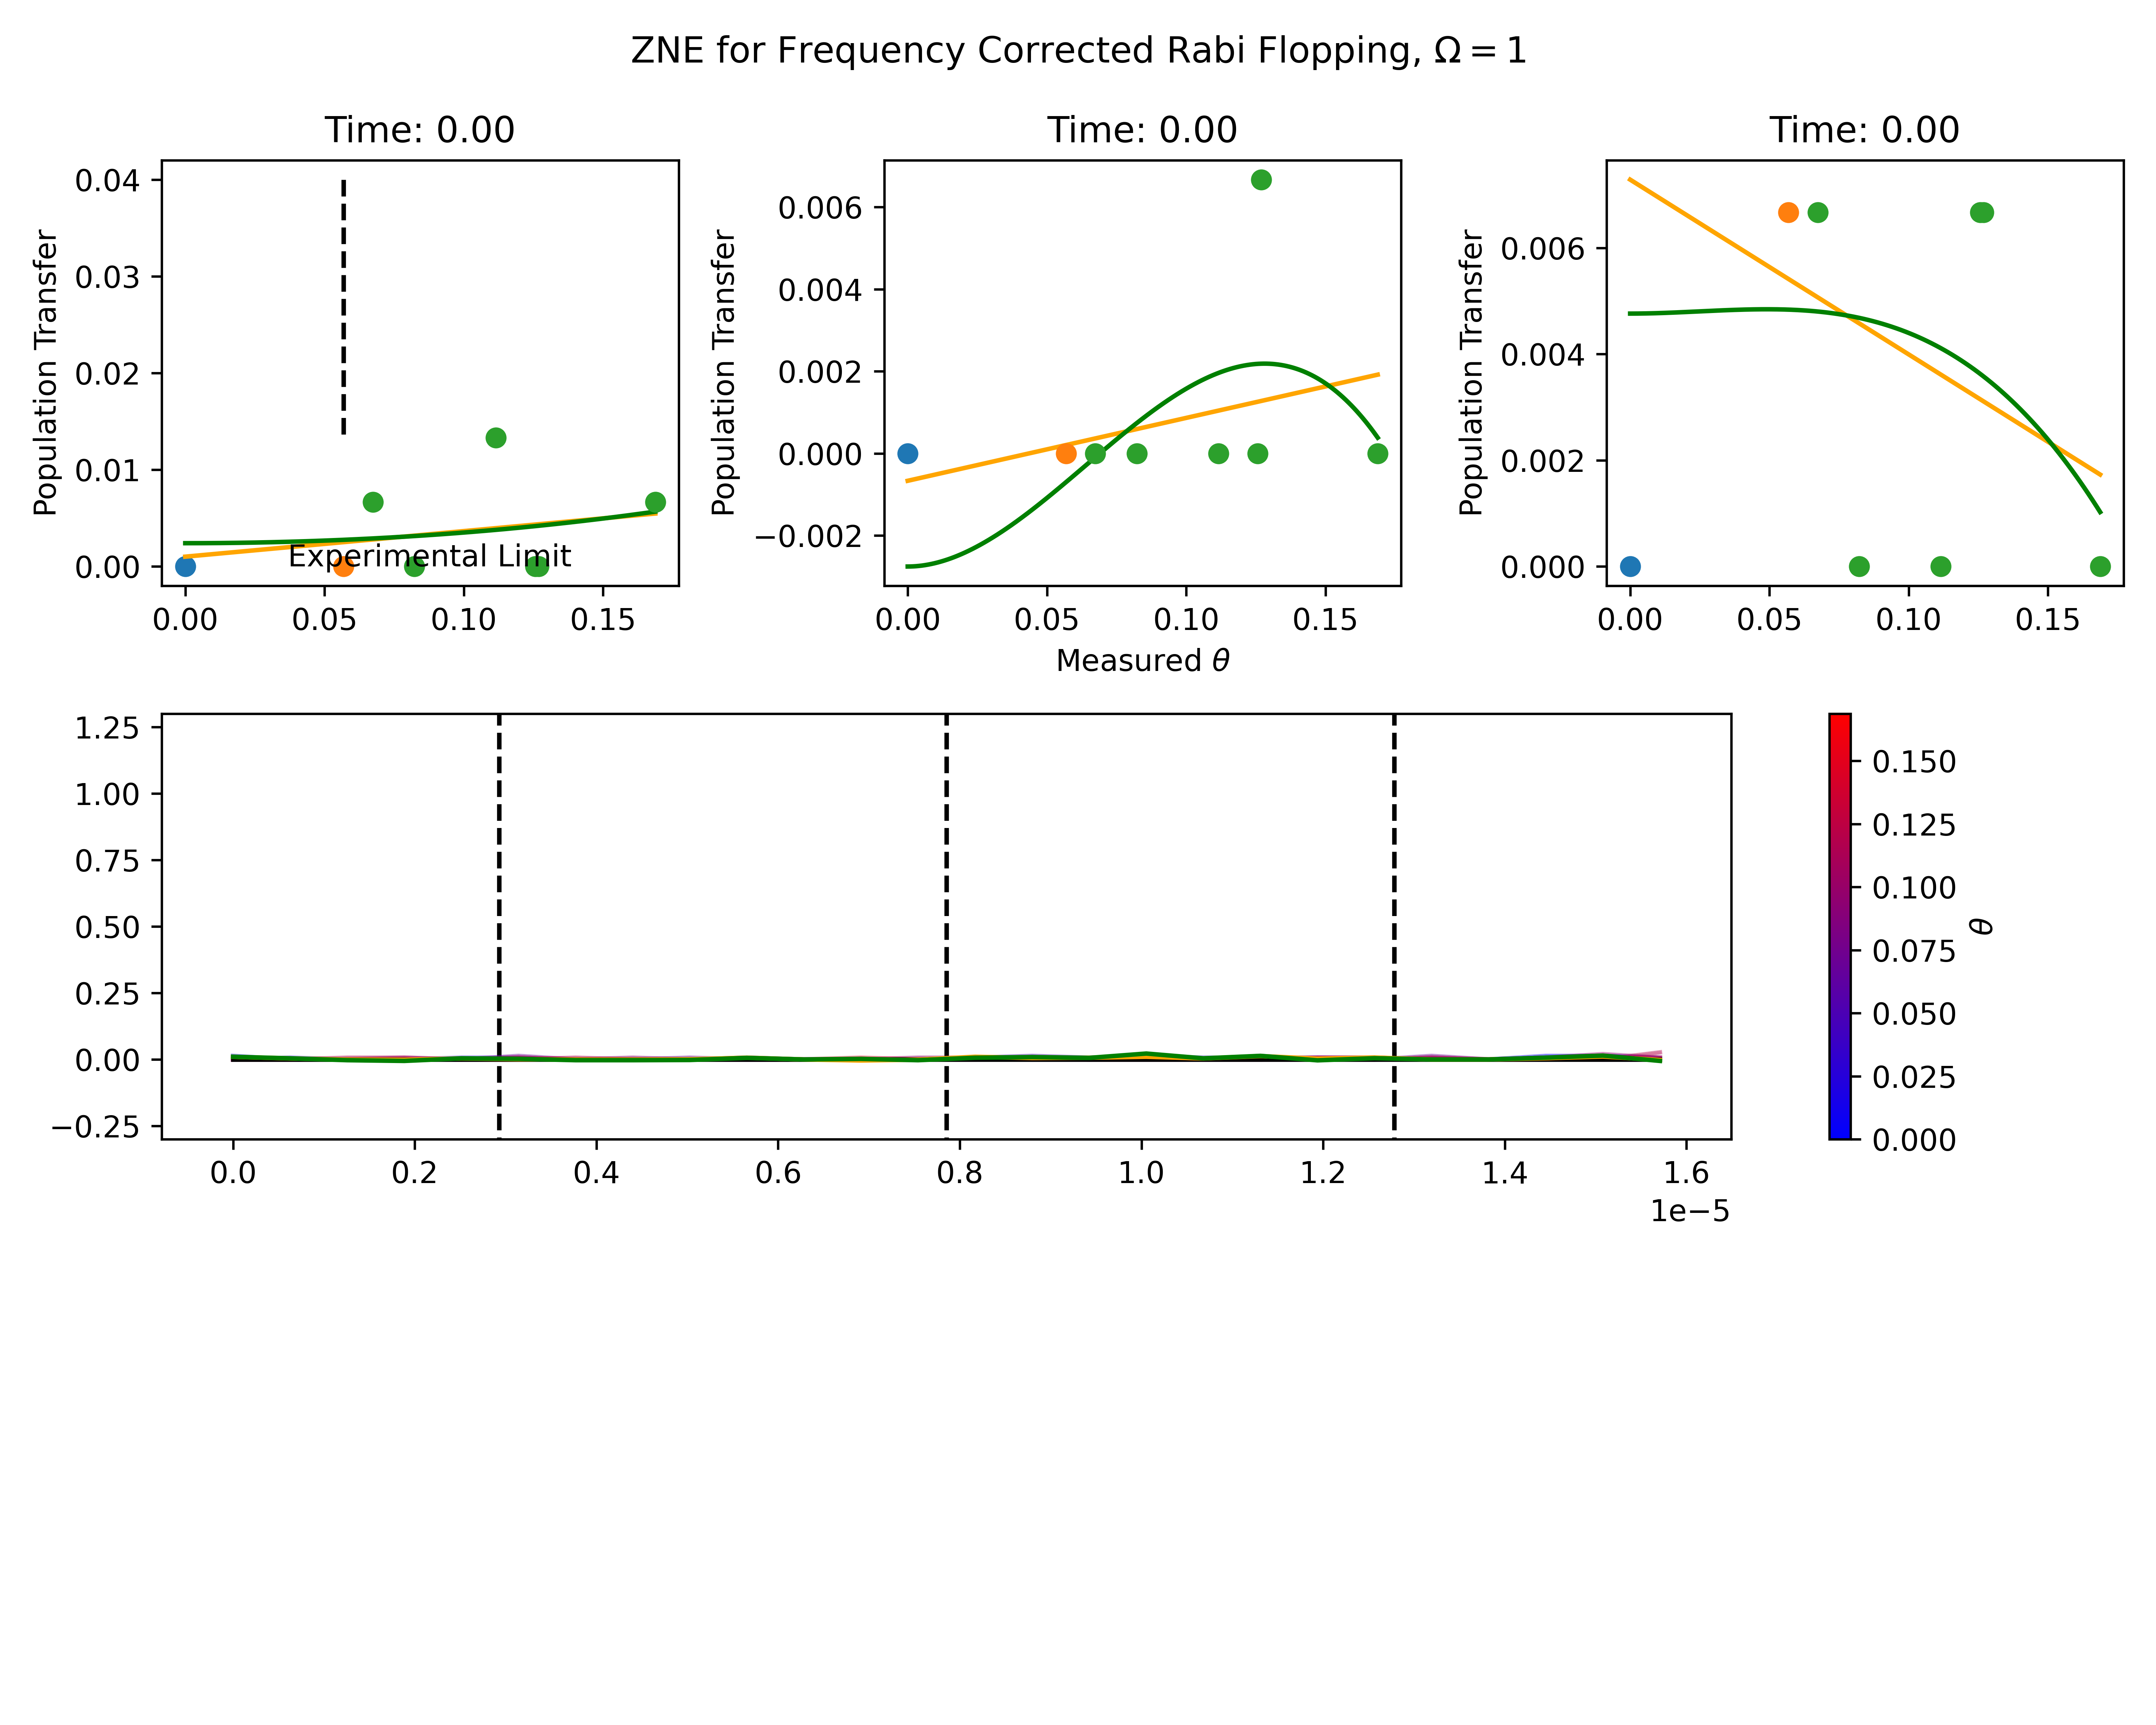 ZNE for Frequency Corrected Rabi Flopping, Ω = 1
Time: 0.00
Time: 0.00
Time: 0.00
Population Transfer
0.04
0.03
0.02
0.01
0.00
Experimental Limit
0.00 0.05 0.10 0.15
Population Transfer
0.006
0.004
0.002
0.000
−0.002
0.00 0.05 0.10 0.15
Measured θ
Population Transfer
0.006
0.004
0.002
0.000
0.00 0.05 0.10 0.15
1.25
1.00
0.75
0.50
0.25
0.00
−0.25
0.0 0.2 0.4 0.6 0.8 1.0 1.2 1.4 1.6
1e−5
0.150
0.125
0.100
0.075
0.050
0.025
0.000
θ